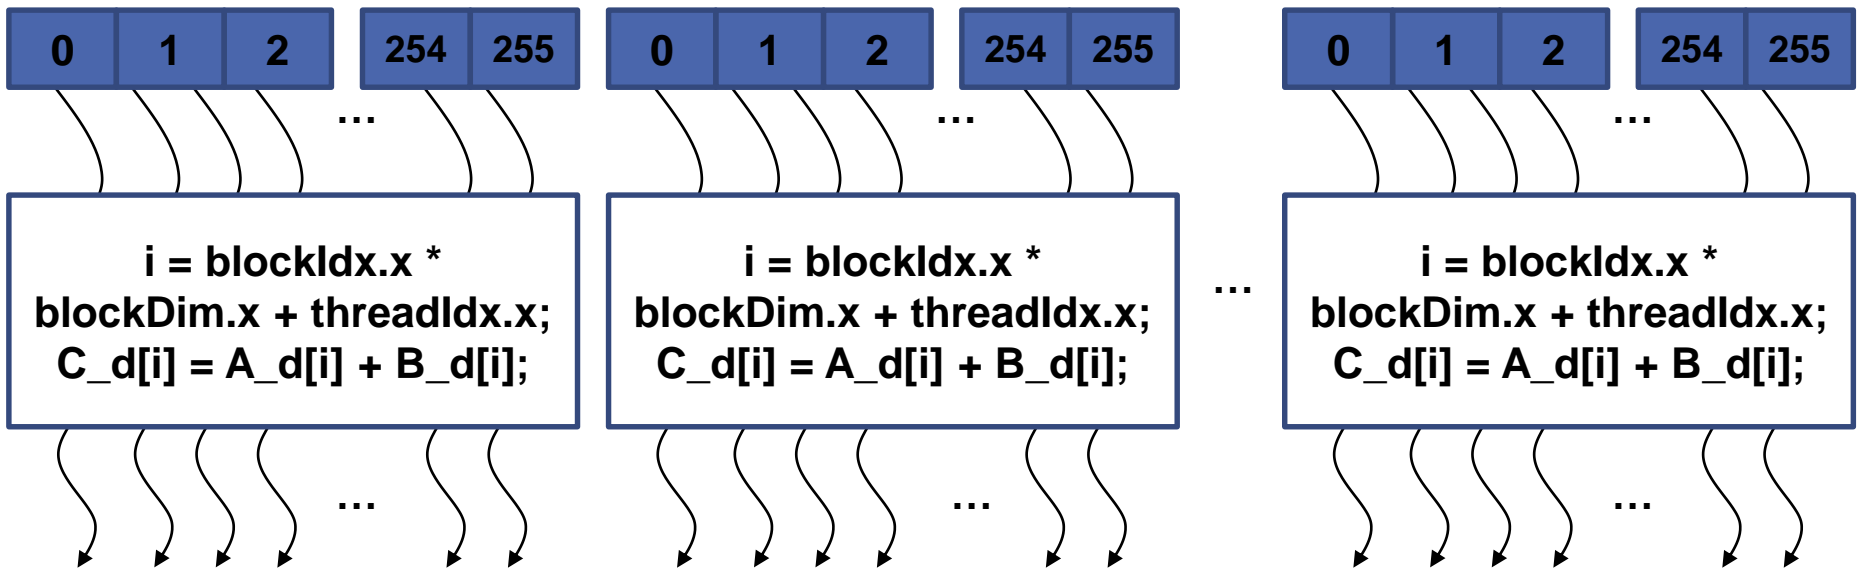 0 1 2 254 255 0 1 2 254 255 0 1 2 254 255
... ... ...
i = blockIdx.x *
blockDim.x + threadIdx.x;
C_d[i] = A_d[i] + B_d[i];
i = blockIdx.x *
blockDim.x + threadIdx.x;
C_d[i] = A_d[i] + B_d[i];
...
i = blockIdx.x *
blockDim.x + threadIdx.x;
C_d[i] = A_d[i] + B_d[i];
... ... ...